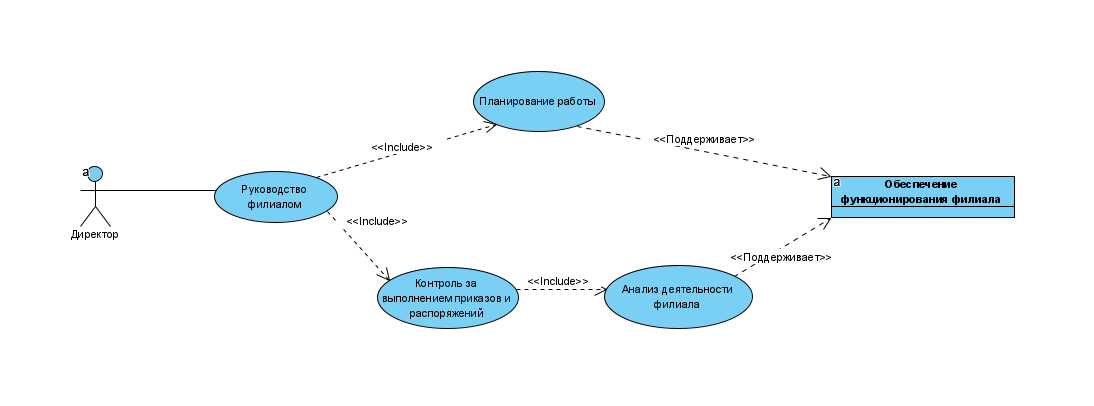 Планирование работы
<<Поддерживает>>
<<Include>>
a
Директор
Руководство
филиалом
a
Обеспечение
функционирования филиала
<<Include>>
<<Поддерживает>>
Контроль за
выполнением приказов и
распоряжений
<<Include>>
Анализ деятельности
филиала